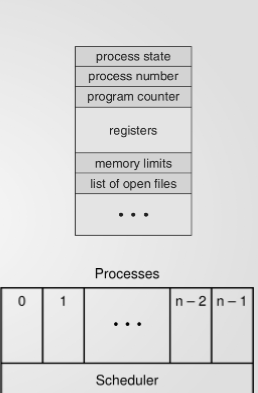 process state
process number
program counter
registers
memory limits
list of open files
• • •
Processes
0 1 • • • n – 2 n – 1
Scheduler